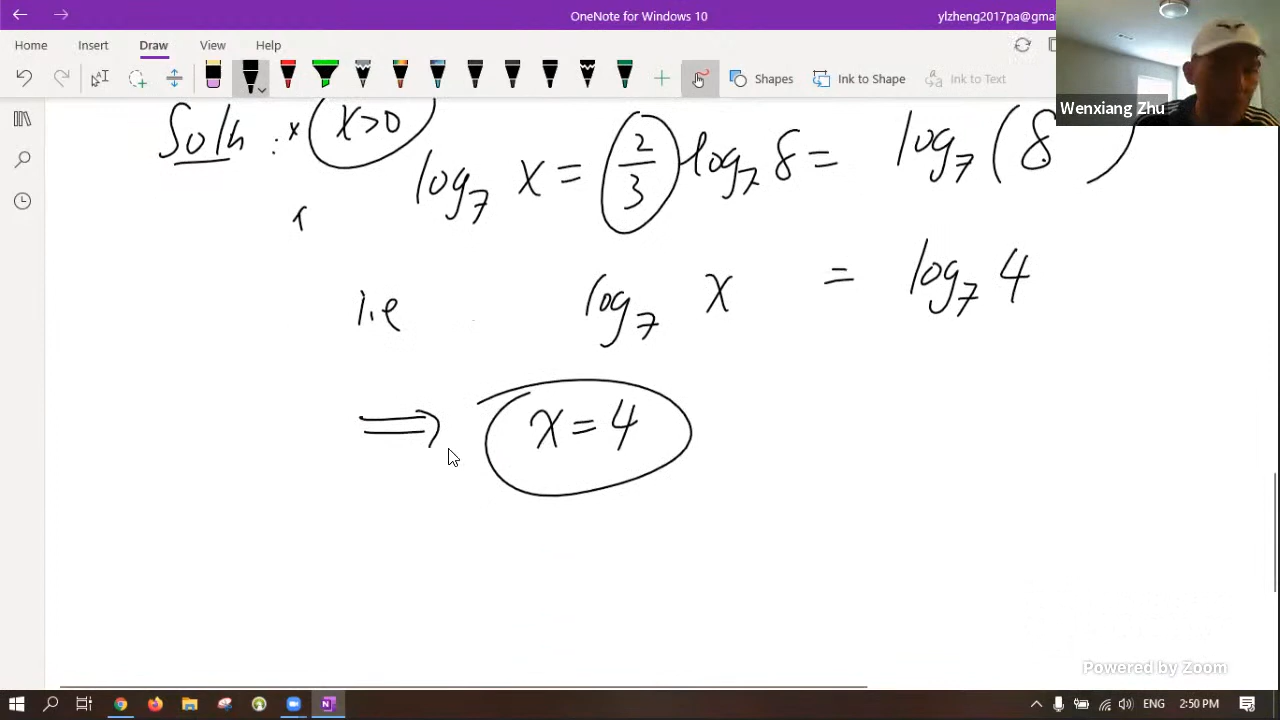 OneNote for Windows 10
ylzheng2017pa@gma
Home Insert Draw View Help
Shapes Ink to Shape Ink to Text
Wenxiang Zhu
Soln : x>0
log₇ x = 2/3 log₇ 8 = log₇ (8 )
i.e log₇ x = log₇ 4
⟹ x = 4
Powered by Zoom
ENG 2:50 PM